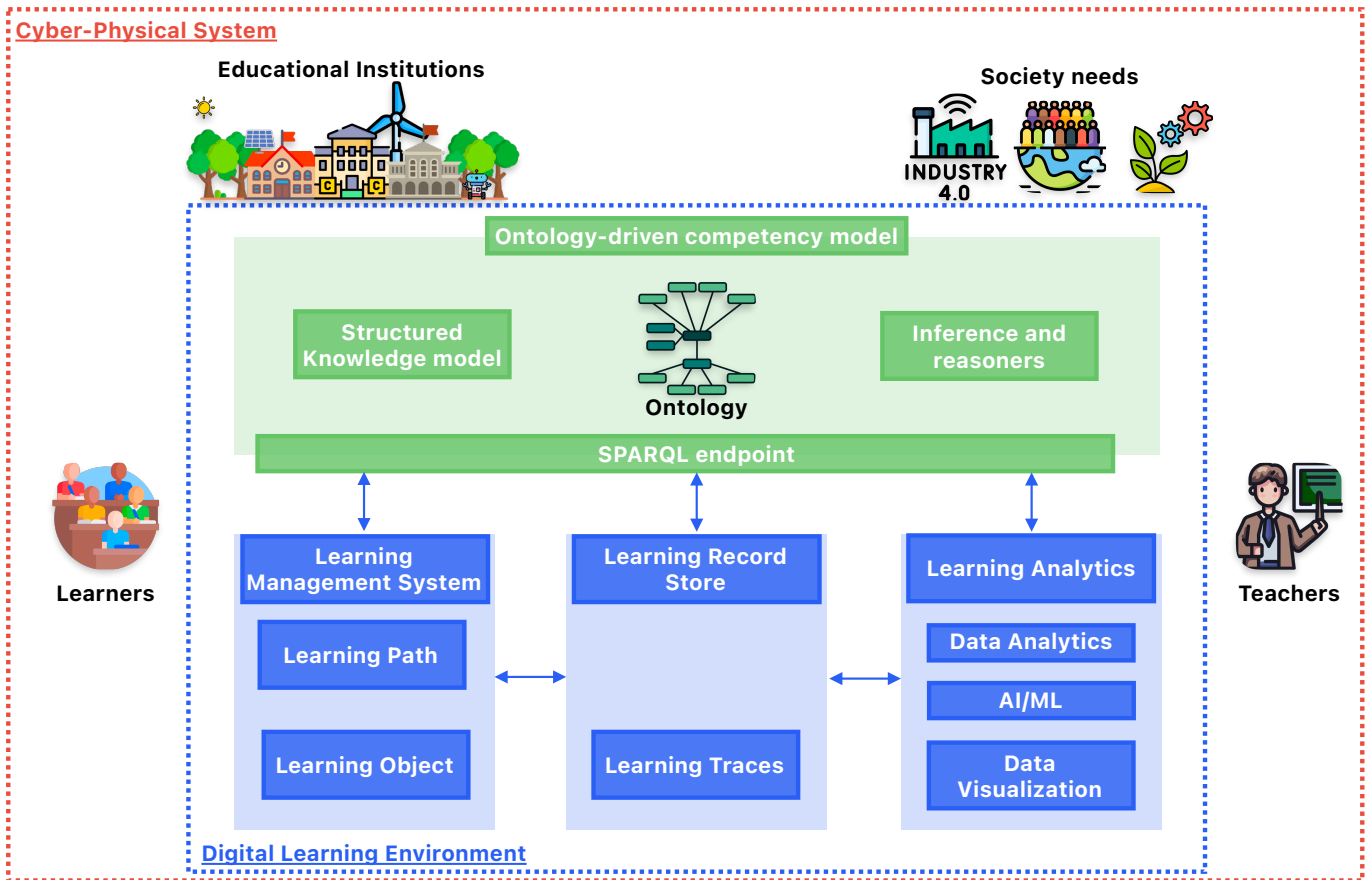 Cyber-Physical System
Educational Institutions
Society needs
C
C
INDUSTRY
4.0
Ontology-driven competency model
Structured
Knowledge model
Inference and
reasoners
Ontology
SPARQL endpoint
Learners
Teachers
Learning
Management System
Learning Record
Store
Learning Analytics
Learning Path
Data Analytics
AI/ML
Learning Object
Learning Traces
Data
Visualization
Digital Learning Environment